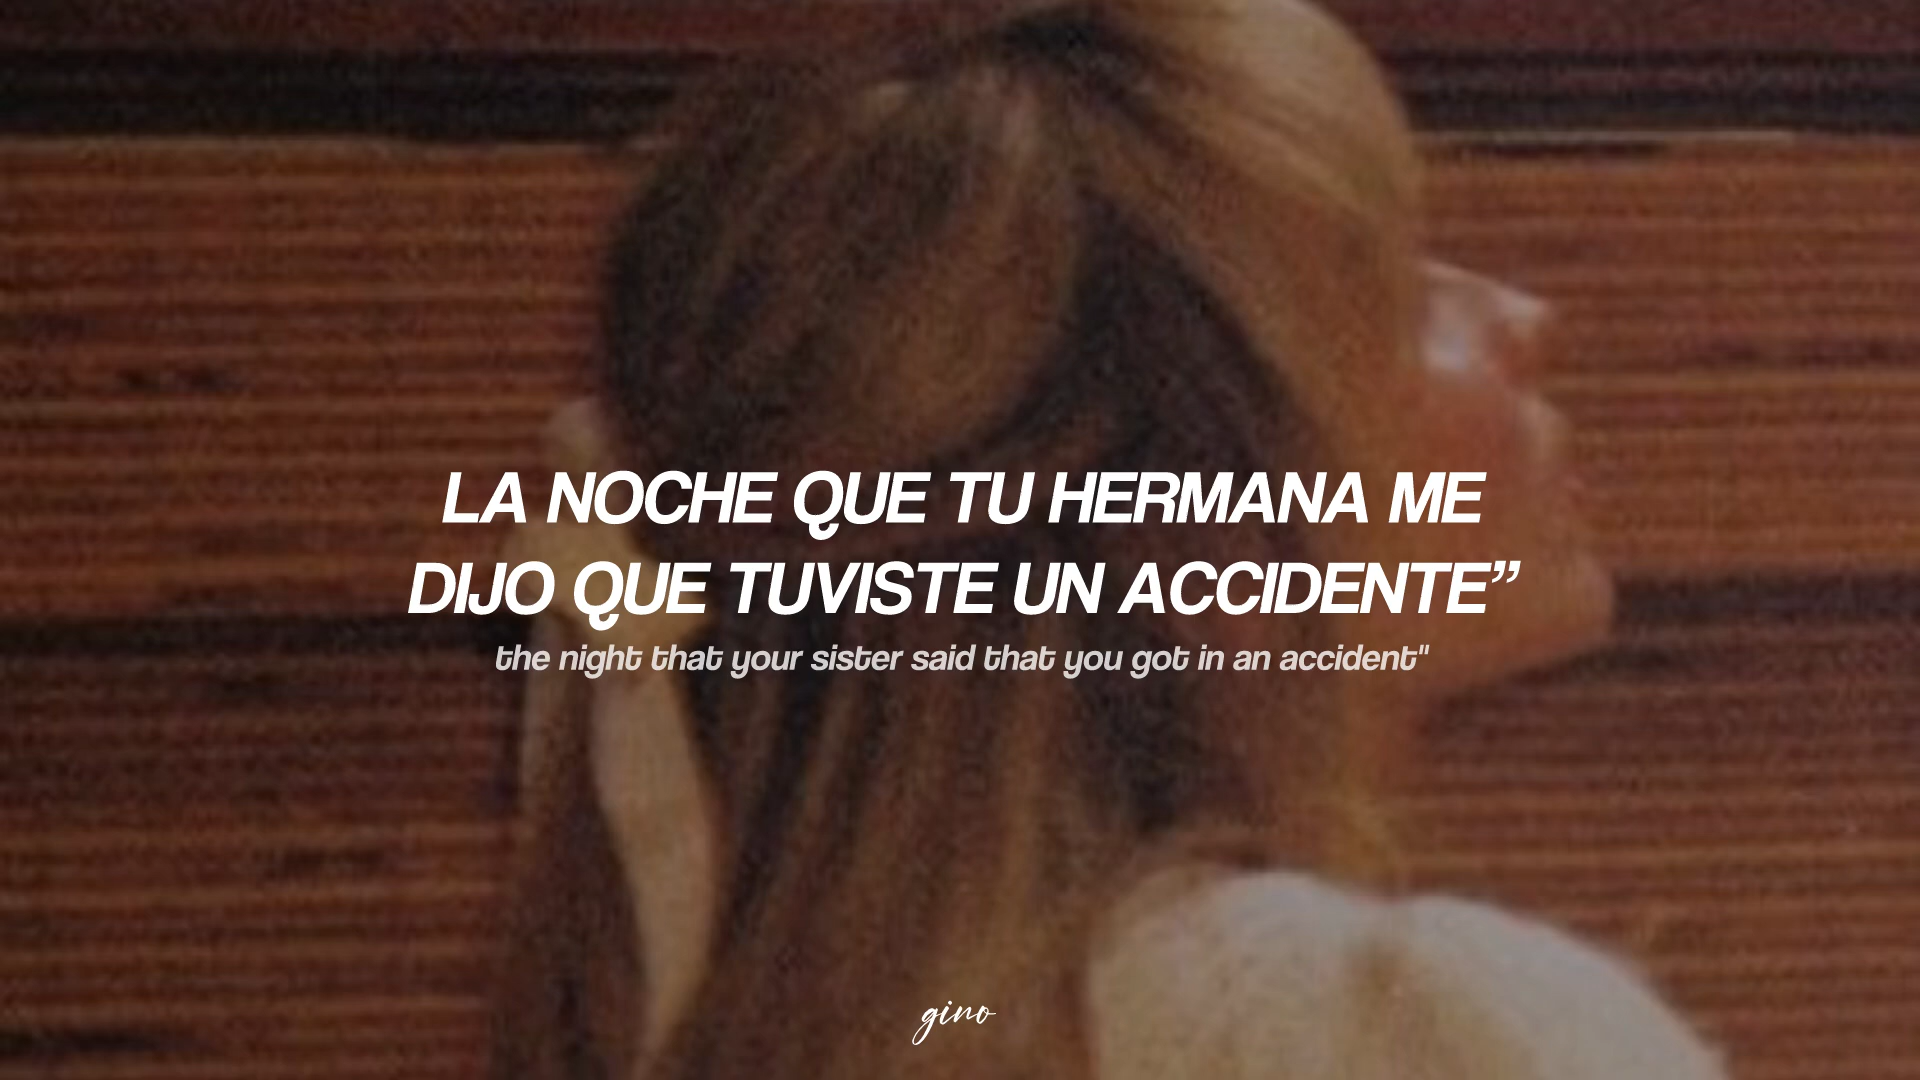 LA NOCHE QUE TU HERMANA ME
DIJO QUE TUVISTE UN ACCIDENTE”
the night that your sister said that you got in an accident"
gino